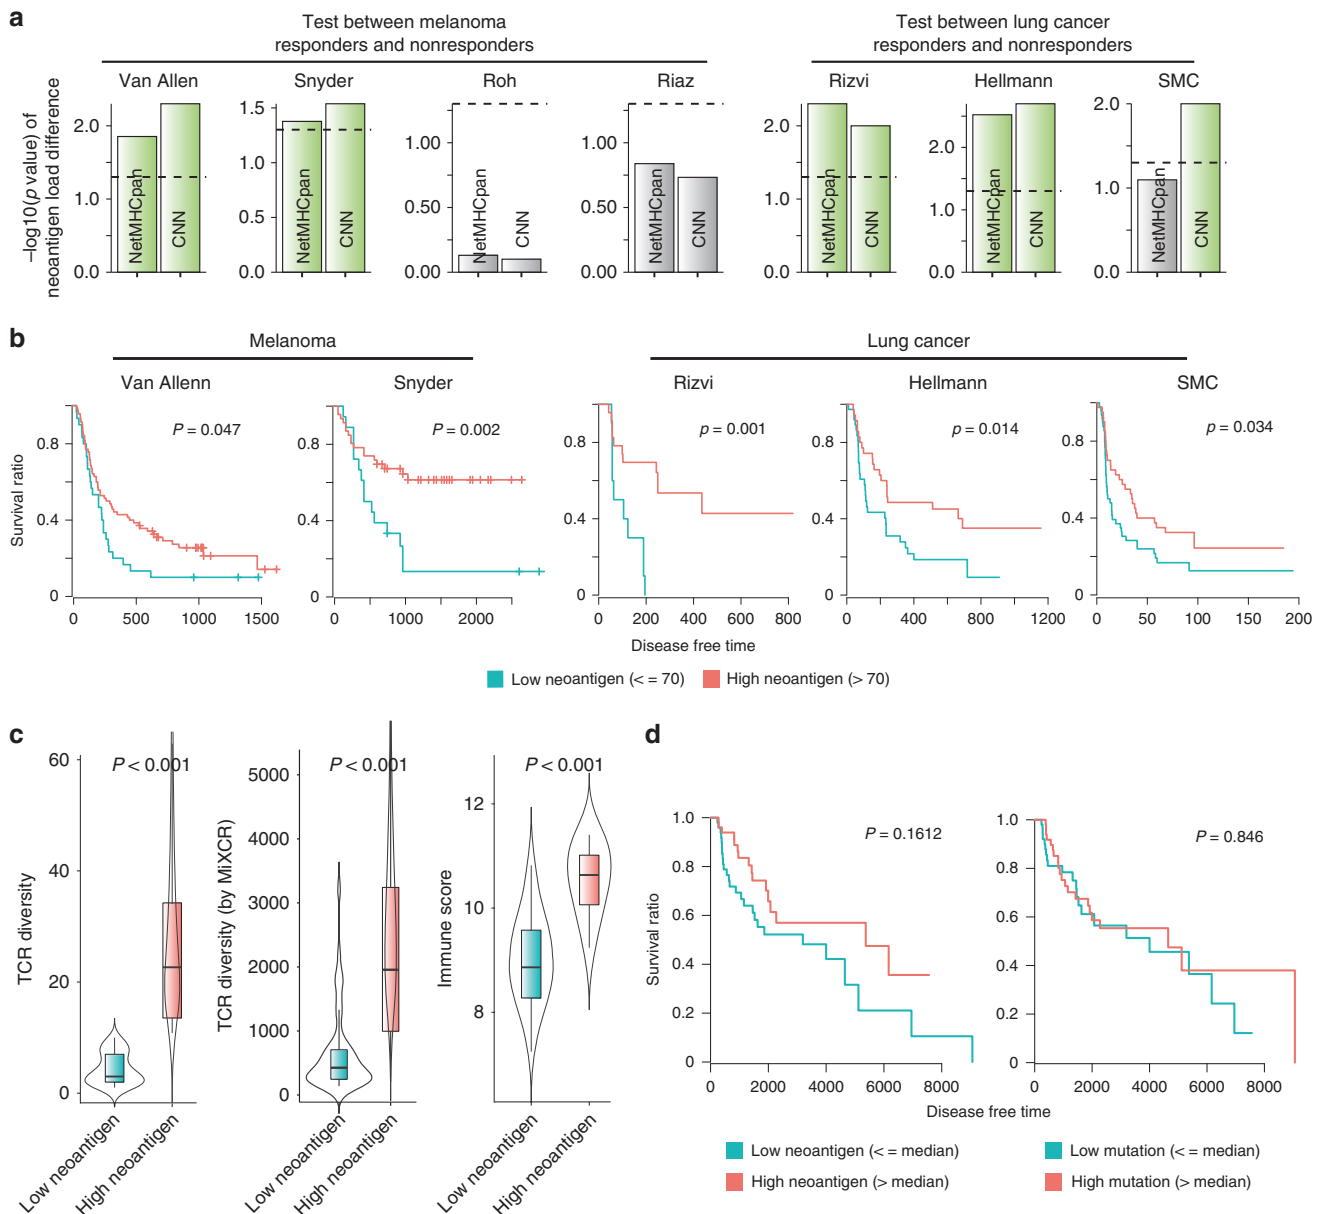 a
Test between melanoma
responders and nonresponders
Test between lung cancer
responders and nonresponders
Van Allen
Snyder
Roh
Riaz
Rizvi
Hellmann
SMC
–log10(p value) of
neoantigen load difference
2.0
1.0
0.0
NetMHCpan
CNN
1.5
1.0
0.5
0.0
NetMHCpan
CNN
1.00
0.50
0.00
NetMHCpan
CNN
1.00
0.50
0.00
NetMHCpan
CNN
2.0
1.0
0.0
NetMHCpan
CNN
2.0
1.0
0.0
NetMHCpan
CNN
2.0
1.0
0.0
NetMHCpan
CNN
b
Melanoma
Lung cancer
Van Allenn
Snyder
Rizvi
Hellmann
SMC
Survival ratio
P = 0.047
P = 0.002
p = 0.001
p = 0.014
p = 0.034
0.8
0.4
0
0.8
0.4
0
0.8
0.4
0
0.8
0.4
0
0.8
0.4
0
0 500 1000 1500
0 1000 2000
0 200 400 600 800
0 400 800 1200
0 50 100 150 200
Disease free time
Low neoantigen (< = 70)
High neoantigen (> 70)
c
TCR diversity
60
40
20
0
P < 0.001
Low neoantigen
High neoantigen
TCR diversity (by MiXCR)
5000
4000
3000
2000
1000
0
P < 0.001
Low neoantigen
High neoantigen
Immune score
12
10
8
P < 0.001
Low neoantigen
High neoantigen
d
Survival ratio
1.0
0.8
0.6
0.4
0.2
0
P = 0.1612
0 2000 4000 6000 8000
1.0
0.8
0.6
0.4
0.2
0
P = 0.846
0 2000 4000 6000 8000
Disease free time
Low neoantigen (< = median)
High neoantigen (> median)
Low mutation (< = median)
High mutation (> median)